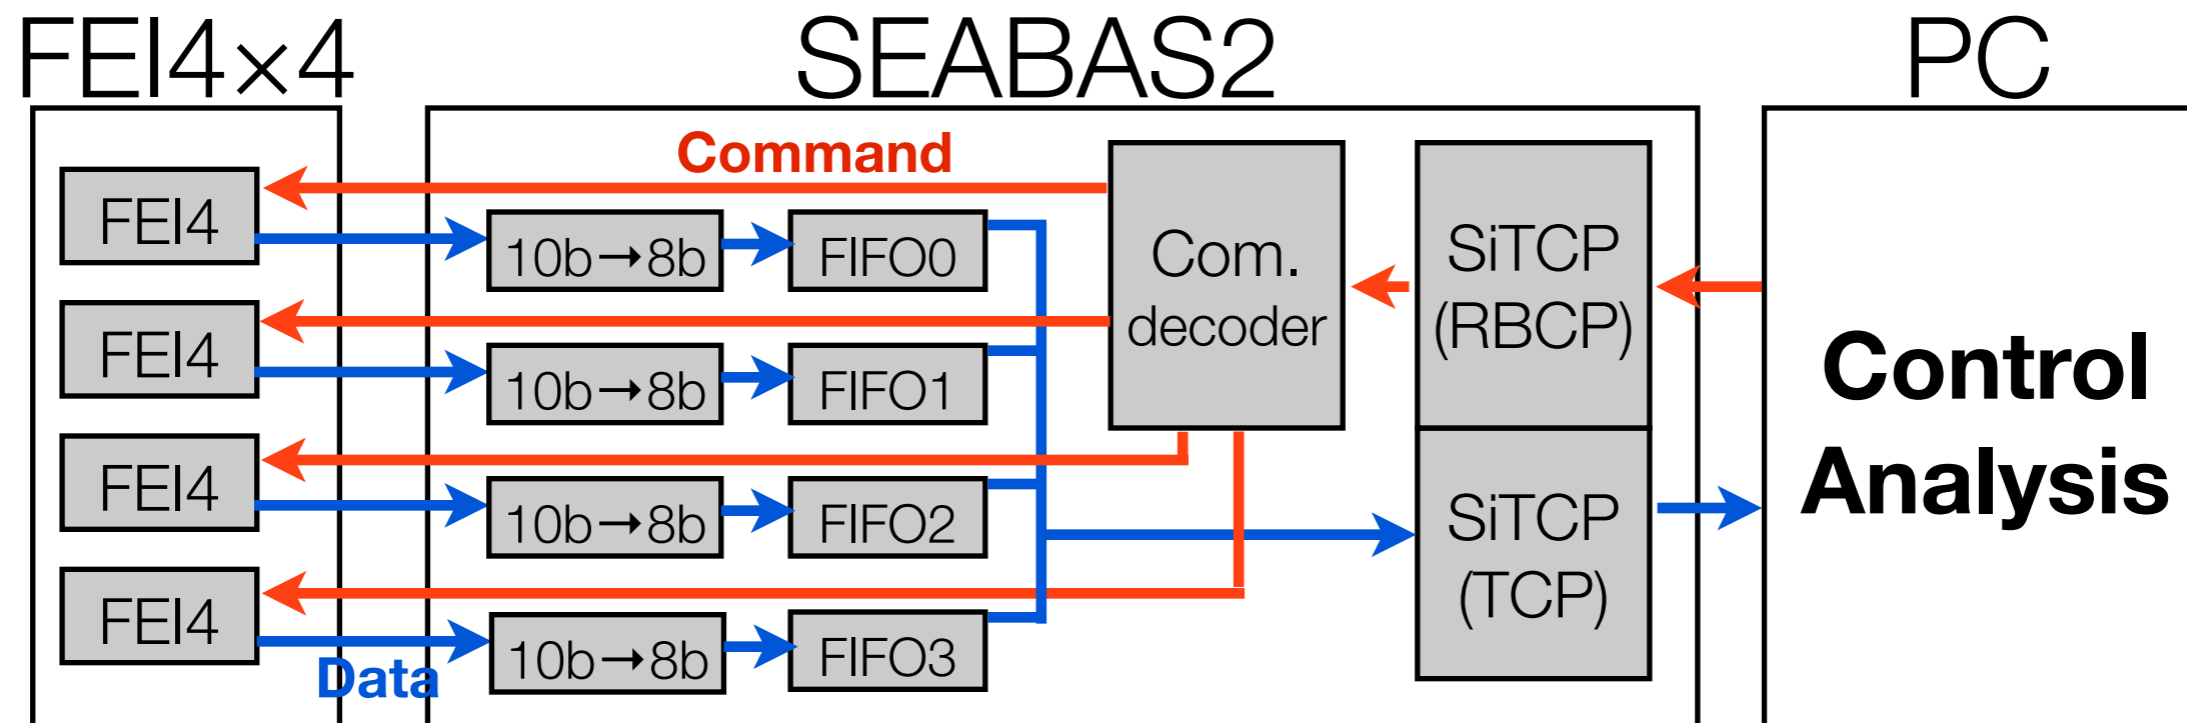 FEI4×4
SEABAS2
PC
Command
FEI4
10b→8b
FIFO0
FEI4
10b→8b
FIFO1
FEI4
10b→8b
FIFO2
FEI4
10b→8b
FIFO3
Data
Com.
decoder
SiTCP
(RBCP)
SiTCP
(TCP)
Control
Analysis